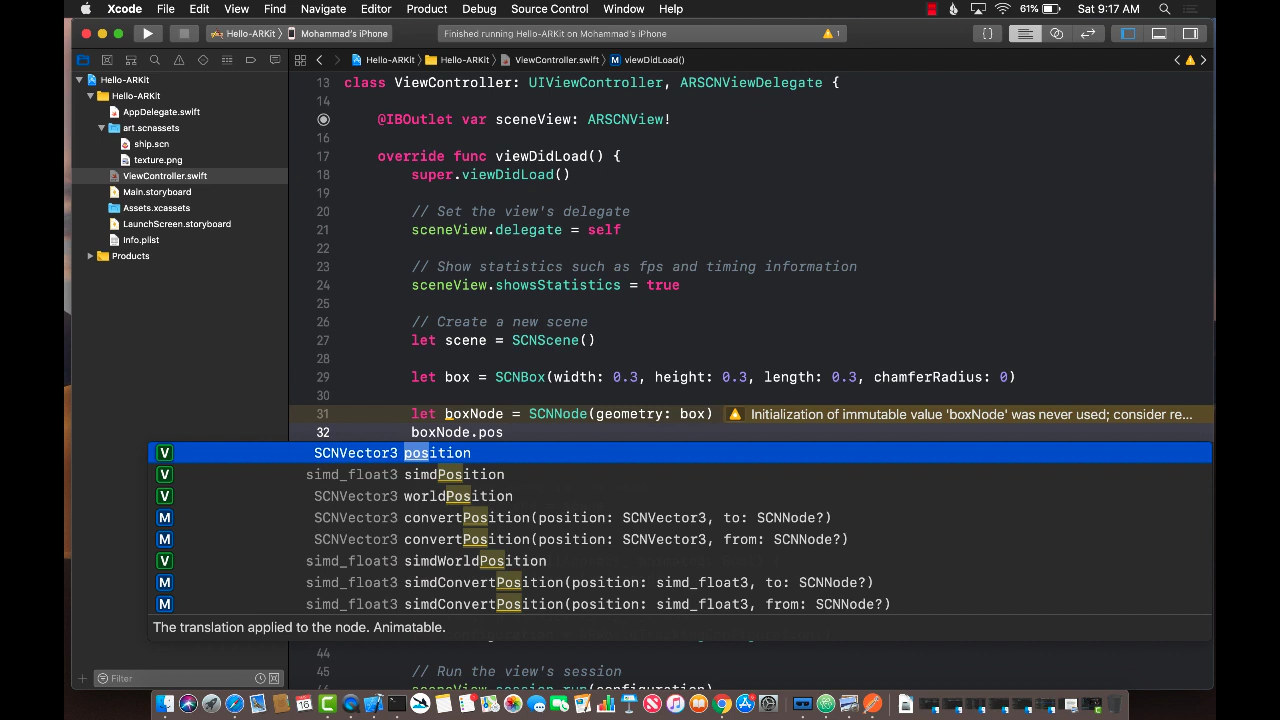 Xcode File Edit View Find Navigate Editor Product Debug Source Control Window Help 61% Sat 9:17 AM
Hello-ARKit Mohammad's iPhone Finished running Hello-ARKit on Mohammad's iPhone 1
Hello-ARKit Hello-ARKit ViewController.swift M viewDidLoad()
Hello-ARKit
Hello-ARKit
AppDelegate.swift
art.scnassets
ship.scn
texture.png
ViewController.swift
Main.storyboard
Assets.xcassets
LaunchScreen.storyboard
Info.plist
Products
Filter
13 class ViewController: UIViewController, ARSCNViewDelegate {
14
@IBOutlet var sceneView: ARSCNView!
16
17 override func viewDidLoad() {
18 super.viewDidLoad()
19
20 // Set the view's delegate
21 sceneView.delegate = self
22
23 // Show statistics such as fps and timing information
24 sceneView.showsStatistics = true
25
26 // Create a new scene
27 let scene = SCNScene()
28
29 let box = SCNBox(width: 0.3, height: 0.3, length: 0.3, chamferRadius: 0)
30
31 let boxNode = SCNNode(geometry: box) Initialization of immutable value 'boxNode' was never used; consider re...
32 boxNode.pos
V SCNVector3 position
V simd_float3 simdPosition
V SCNVector3 worldPosition
M SCNVector3 convertPosition(position: SCNVector3, to: SCNNode?)
M SCNVector3 convertPosition(position: SCNVector3, from: SCNNode?)
V simd_float3 simdWorldPosition
M simd_float3 simdConvertPosition(position: simd_float3, to: SCNNode?)
M simd_float3 simdConvertPosition(position: simd_float3, from: SCNNode?)
The translation applied to the node. Animatable.
44
45 // Run the view's session
46 sceneView.session.run(configuration)